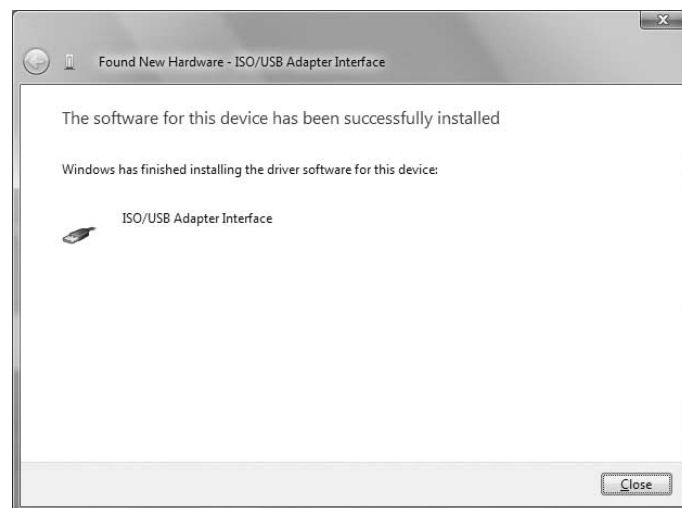 Found New Hardware - ISO/USB Adapter Interface
The software for this device has been successfully installed
Windows has finished installing the driver software for this device:
ISO/USB Adapter Interface
Close